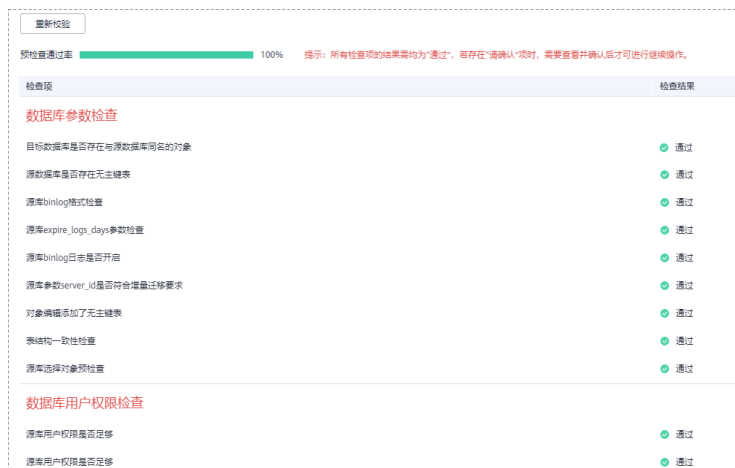 重新校验
预检查通过率 100% 提示：所有检查项的结果需均为"通过"，若存在"请确认"项时，需要查看并确认后才可进行继续操作。
检查项 检查结果
数据库参数检查
目标数据库是否存在与源数据库同名的对象 通过
源数据库是否存在无主键表 通过
源库binlog格式检查 通过
源库expire_logs_days参数检查 通过
源库binlog日志是否开启 通过
源库参数server_id是否符合增量迁移要求 通过
对象编辑添加了无主键表 通过
表结构一致性检查 通过
源库选择对象预检查 通过
数据库用户权限检查
源库用户权限是否足够 通过
源库用户权限是否足够 通过